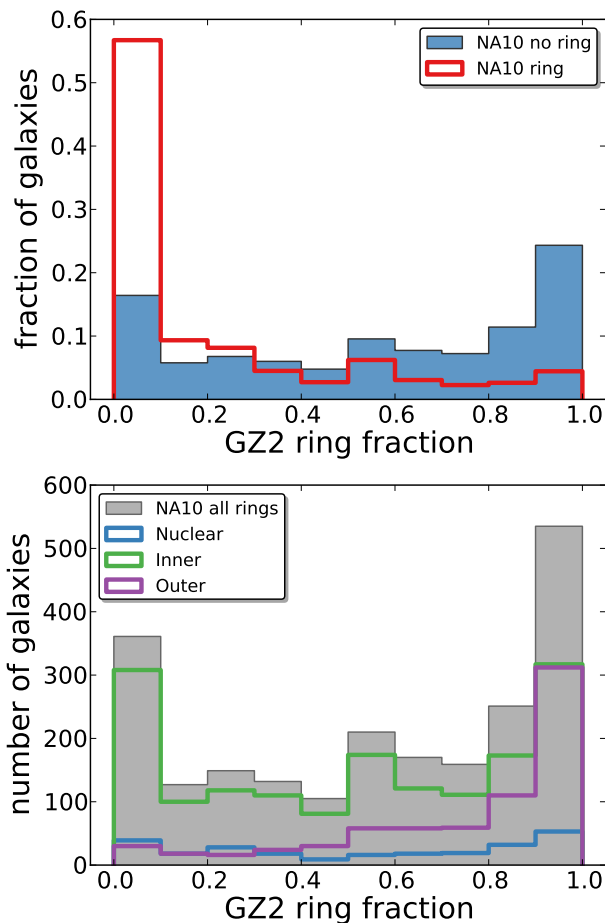 0.6
0.5
0.4
0.3
0.2
0.1
0.0
fraction of galaxies
NA10 no ring
NA10 ring
0.0 0.2 0.4 0.6 0.8 1.0
GZ2 ring fraction
600
500
400
300
200
100
0
number of galaxies
NA10 all rings
Nuclear
Inner
Outer
0.0 0.2 0.4 0.6 0.8 1.0
GZ2 ring fraction